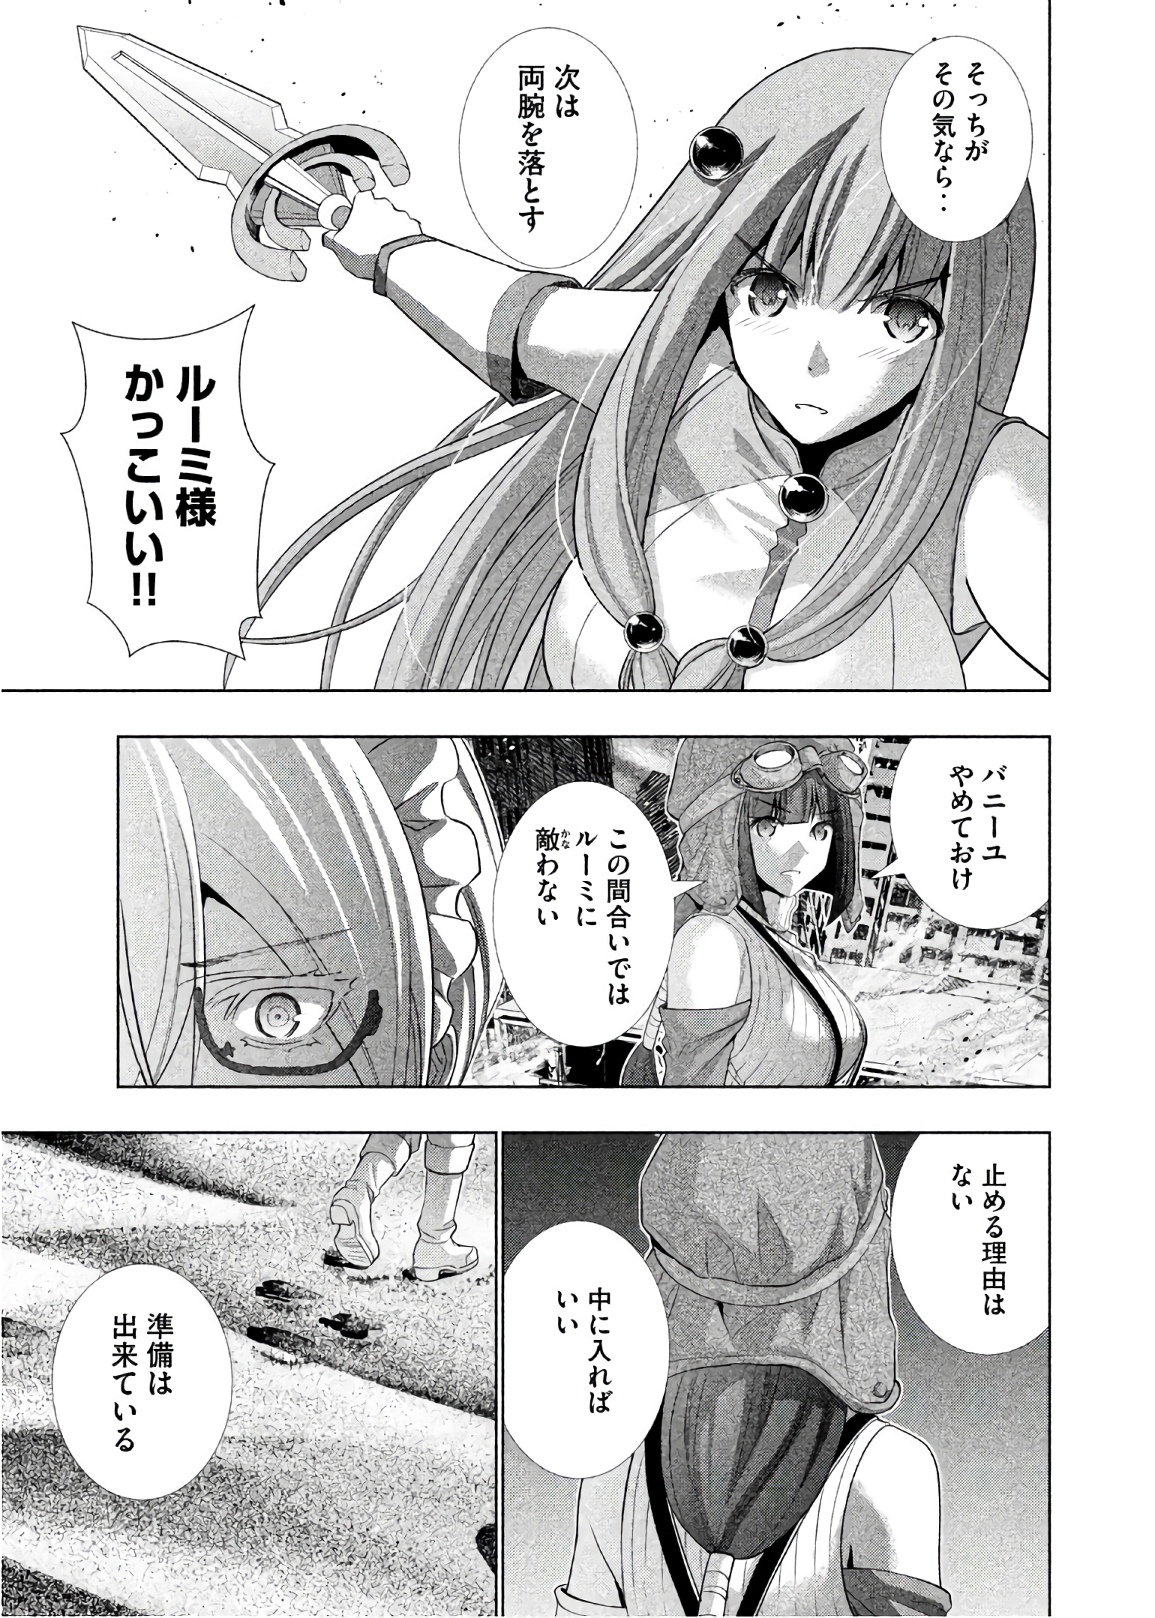 そっちが
その気なら‥
次は
両腕を落とす
ルーミ様
かっこいい!!
バニーユ
やめておけ
この間合いでは
ルーミに
敵わない
かな
止める理由は
ない
中に入れば
いい
準備は
出来ている